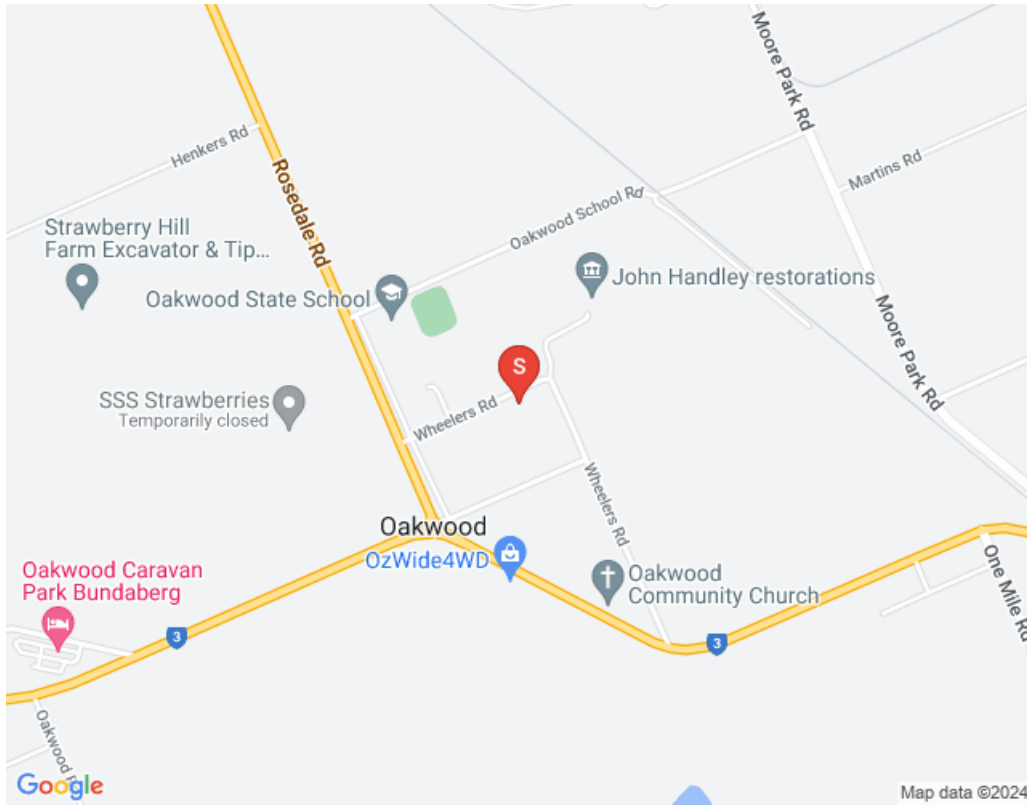 Moore Park Rd
Henkers Rd
Rosedale Rd
Martins Rd
Oakwood School Rd
Strawberry Hill
Farm Excavator & Tip...
John Handley restorations
Oakwood State School
Moore Park Rd
S
SSS Strawberries
Temporarily closed
Wheelers Rd
Wheelers Rd
Oakwood
OzWide4WD
Oakwood Caravan
Park Bundaberg
Oakwood
Community Church
One Mile Rd
3
3
Oakwood Rd
Google
Map data ©2024